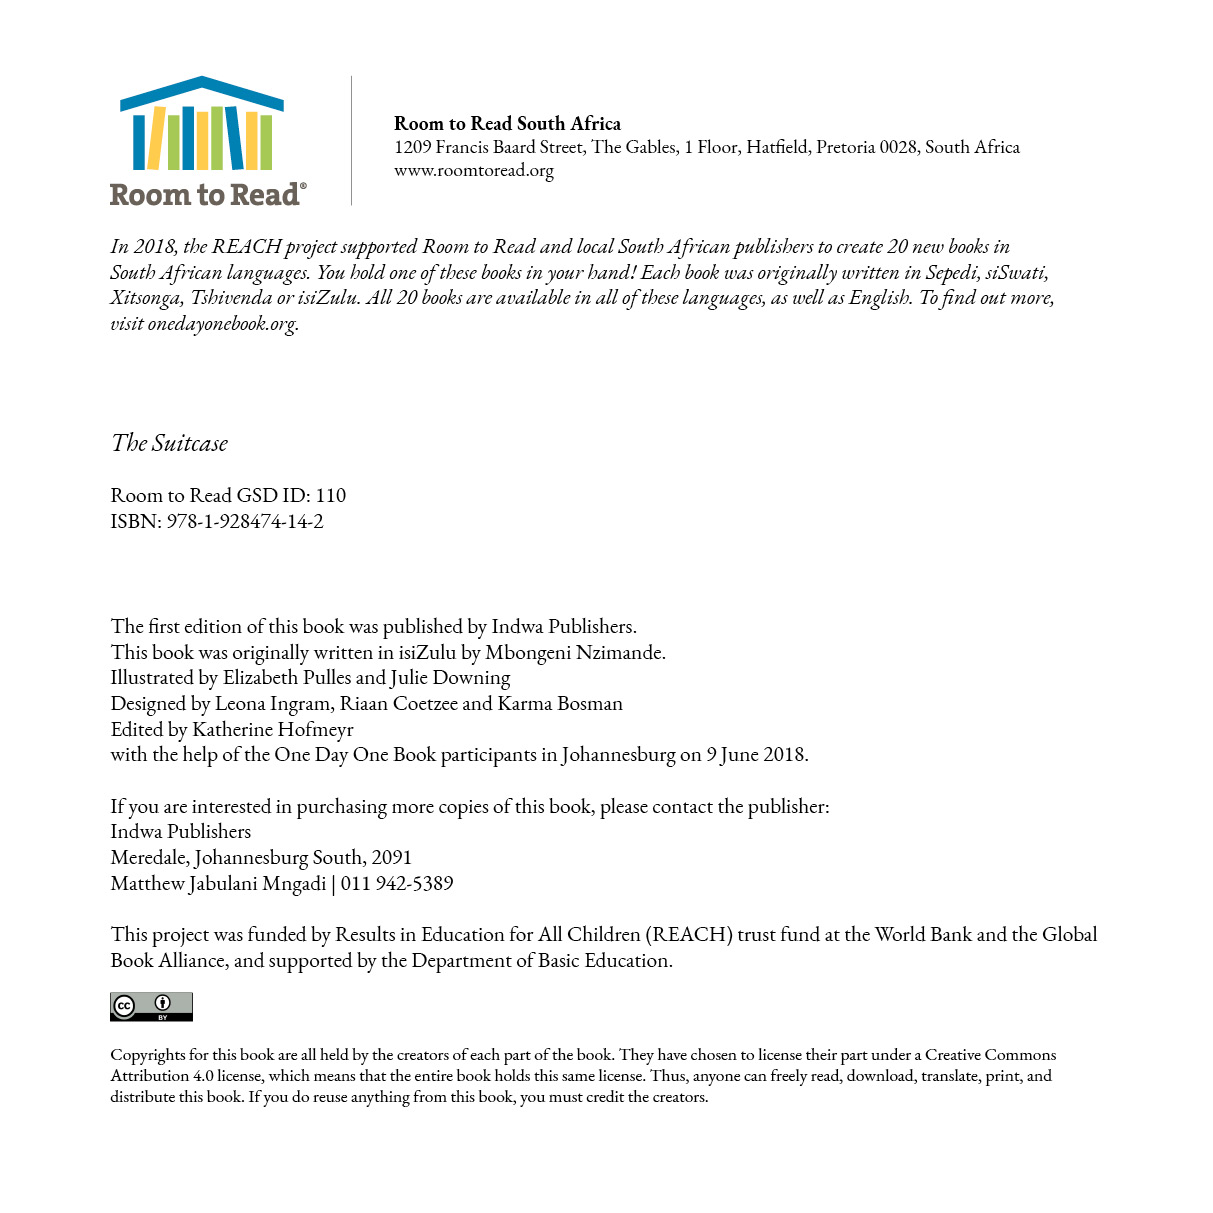 Room to Read®
Room to Read South Africa
1209 Francis Baard Street, The Gables, 1 Floor, Hatfield, Pretoria 0028, South Africa
www.roomtoread.org
In 2018, the REACH project supported Room to Read and local South African publishers to create 20 new books in
South African languages. You hold one of these books in your hand! Each book was originally written in Sepedi, siSwati,
Xitsonga, Tshivenda or isiZulu. All 20 books are available in all of these languages, as well as English. To find out more,
visit onedayonebook.org.
The Suitcase
Room to Read GSD ID: 110
ISBN: 978-1-928474-14-2
The first edition of this book was published by Indwa Publishers.
This book was originally written in isiZulu by Mbongeni Nzimande.
Illustrated by Elizabeth Pulles and Julie Downing
Designed by Leona Ingram, Riaan Coetzee and Karma Bosman
Edited by Katherine Hofmeyr
with the help of the One Day One Book participants in Johannesburg on 9 June 2018.
If you are interested in purchasing more copies of this book, please contact the publisher:
Indwa Publishers
Meredale, Johannesburg South, 2091
Matthew Jabulani Mngadi | 011 942-5389
This project was funded by Results in Education for All Children (REACH) trust fund at the World Bank and the Global
Book Alliance, and supported by the Department of Basic Education.
cc
BY
Copyrights for this book are all held by the creators of each part of the book. They have chosen to license their part under a Creative Commons
Attribution 4.0 license, which means that the entire book holds this same license. Thus, anyone can freely read, download, translate, print, and
distribute this book. If you do reuse anything from this book, you must credit the creators.